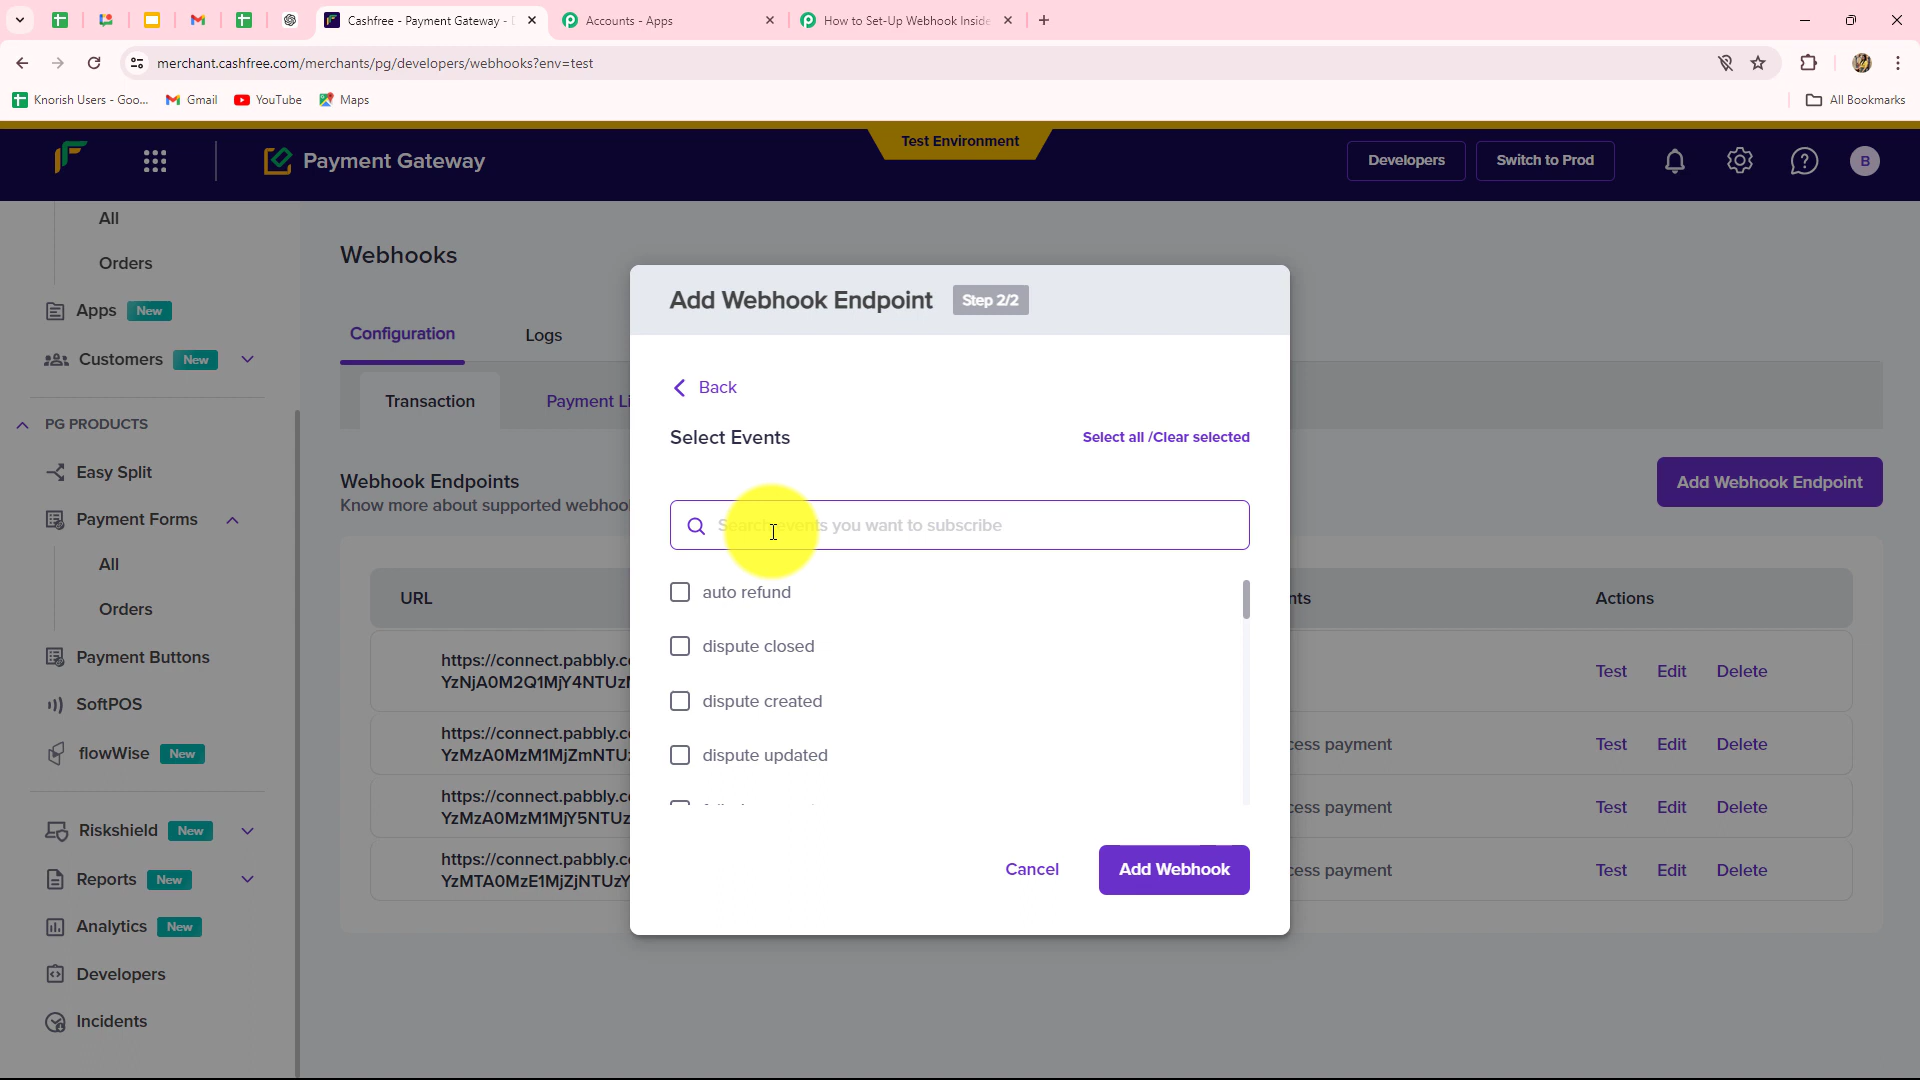 Cashfree - Payment Gateway -
Accounts - Apps
How to Set-Up Webhook Inside
merchant.cashfree.com/merchants/pg/developers/webhooks?env=test
Knorish Users - Goo...
Gmail
YouTube
Maps
All Bookmarks
Test Environment
Payment Gateway
Developers
Switch to Prod
B
All
Orders
Apps New
Customers New
PG PRODUCTS
Easy Split
Payment Forms
All
Orders
Payment Buttons
SoftPOS
flowWise New
Riskshield New
Reports New
Analytics New
Developers
Incidents
Webhooks
Configuration
Logs
Transaction
Payment Li
Webhook Endpoints
Know more about supported webhoo
Add Webhook Endpoint
URL
nts
Actions
https://connect.pabbly.c
YzNjA0M2Q1MjY4NTUz
Test Edit Delete
https://connect.pabbly.c
YzMzA0MzM1MjZmNTU
cess payment
Test Edit Delete
https://connect.pabbly.c
YzMzA0MzM1MjY5NTUz
cess payment
Test Edit Delete
https://connect.pabbly.c
YzMTA0MzE1MjZjNTUzY
cess payment
Test Edit Delete
Add Webhook Endpoint
Step 2/2
Back
Select Events
Select all /Clear selected
Search events you want to subscribe
auto refund
dispute closed
dispute created
dispute updated
Cancel
Add Webhook